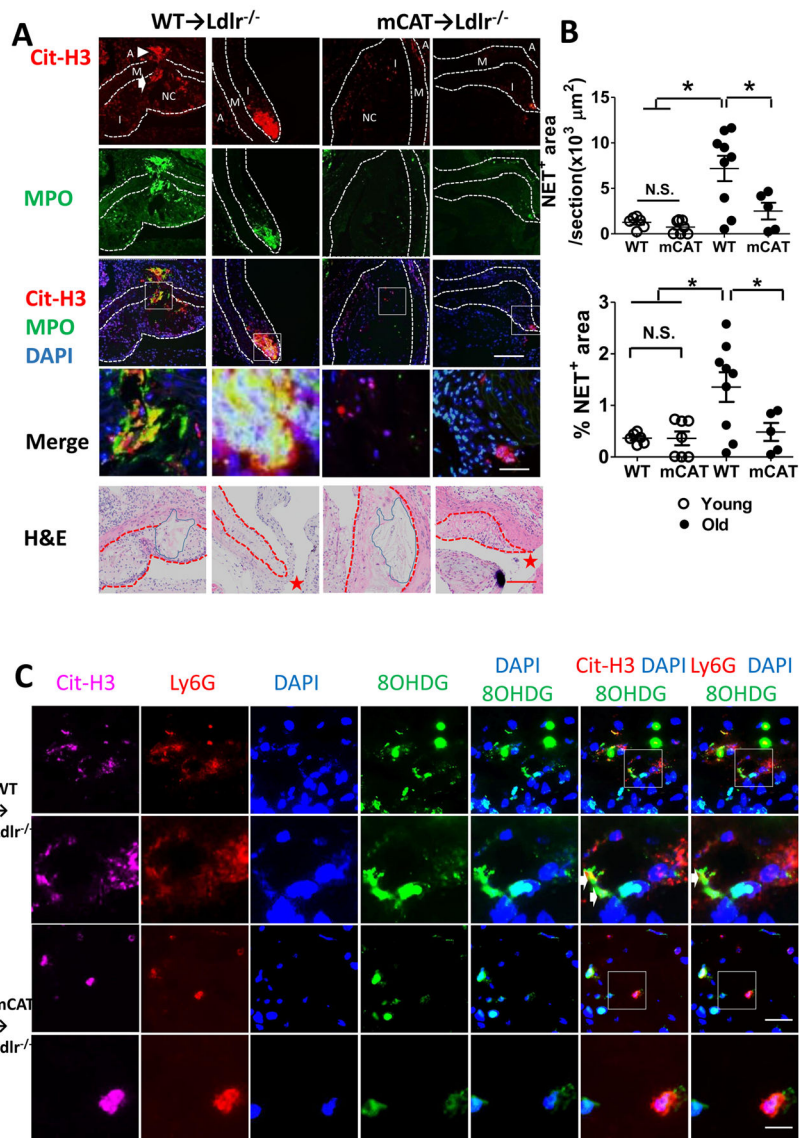 A
WT→Ldlr⁻/⁻ mCAT→Ldlr⁻/⁻
Cit-H3
A
M
NC
I
I
M
A
I
NC
M
A
M
I
MPO
Cit-H3
MPO
DAPI
Merge
H&E
B
NET⁺ area
/section(x10³ μm²)
15
10
5
0
N.S.
*
*
WT mCAT WT mCAT
% NET⁺ area
3
2
1
0
N.S.
*
*
WT mCAT WT mCAT
Young
Old
C
Cit-H3 Ly6G DAPI 8OHDG DAPI 8OHDG Cit-H3 DAPI 8OHDG Ly6G DAPI 8OHDG
WT
→
dlr⁻/⁻
mCAT
→
dlr⁻/⁻